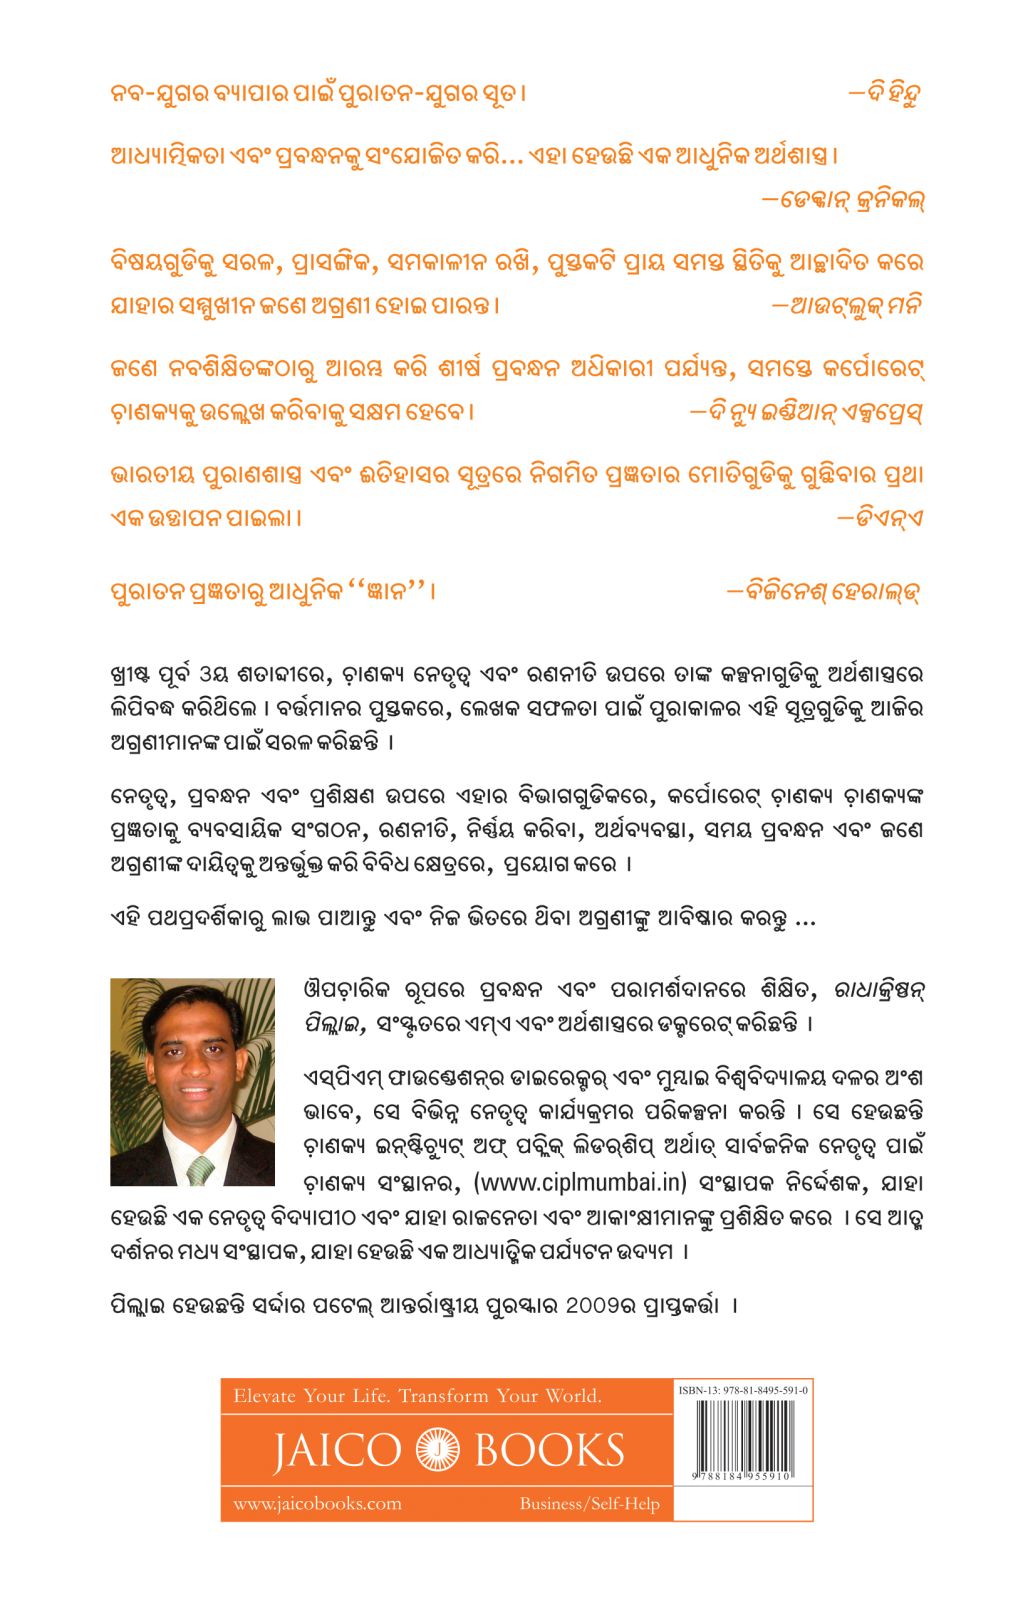 ନବ-ଯୁଗର ବ୍ୟାପାର ପାଇଁ ପୁରାତନ-ଯୁଗର ସୂତ । —ଦି ହିନ୍ଦୁ
ଆଧ୍ୟାତ୍ମିକତା ଏବଂ ପ୍ରବନ୍ଧନକୁ ସଂଯୋଜିତ କରି... ଏହା ହେଉଛି ଏକ ଆଧୁନିକ ଅର୍ଥଶାସ୍ତ୍ର ।
—ଡେକ୍କାନ୍ କ୍ରନିକଲ୍
ବିଷୟଗୁଡିକୁ ସରଳ, ପ୍ରାସଙ୍ଗିକ, ସମକାଳୀନ ରଖି, ପୁସ୍ତକଟି ପ୍ରାୟ ସମସ୍ତ ସ୍ଥିତିକୁ ଆଚ୍ଛାଦିତ କରେ
ଯାହାର ସମ୍ମୁଖୀନ ଜଣେ ଅଗ୍ରଣୀ ହୋଇ ପାରନ୍ତ । —ଆଉଟ୍‌ଲୁକ୍ ମନି
ଜଣେ ନବଶିକ୍ଷିତଙ୍କଠାରୁ ଆରମ୍ଭ କରି ଶୀର୍ଷ ପ୍ରବନ୍ଧନ ଅଧିକାରୀ ପର୍ଯ୍ୟନ୍ତ, ସମସ୍ତେ କର୍ପୋରେଟ୍
ଚ଼ାଣକ୍ୟକୁ ଉଲ୍ଲେଖ କରିବାକୁ ସକ୍ଷମ ହେବେ । —ଦି ନ୍ୟୁ ଇଣ୍ଡିଆନ୍ ଏକ୍ସପ୍ରେସ୍
ଭାରତୀୟ ପୁରାଣଶାସ୍ତ୍ର ଏବଂ ଈତିହାସର ସୂତ୍ରରେ ନିଗମିତ ପ୍ରଜ୍ଞତାର ମୋତିଗୁଡିକୁ ଗୁନ୍ଥିବାର ପ୍ରଥା
ଏକ ଉତ୍ଥାପନ ପାଇଲା । —ଡିଏନ୍ଏ
ପୁରାତନ ପ୍ରଜ୍ଞତାରୁ ଆଧୁନିକ ‘‘ଜ୍ଞାନ’’ । —ବିଜିନେଶ୍ ହେରାଲ୍ଡ୍
ଖ୍ରୀଷ୍ଟ ପୂର୍ବ 3ୟ ଶତାବ୍ଦୀରେ, ଚ଼ାଣକ୍ୟ ନେତୃତ୍ୱ ଏବଂ ରଣନୀତି ଉପରେ ତାଙ୍କ କଳ୍ପନାଗୁଡିକୁ ଅର୍ଥଶାସ୍ତ୍ରରେ
ଲିପିବଦ୍ଧ କରିଥିଲେ । ବର୍ତ୍ତମାନର ପୁସ୍ତକରେ, ଲେଖକ ସଫଳତା ପାଇଁ ପୁରାକାଳର ଏହି ସୂତ୍ରଗୁଡିକୁ ଆଜିର
ଅଗ୍ରଣୀମାନଙ୍କ ପାଇଁ ସରଳ କରିଛନ୍ତି ।
ନେତୃତ୍ୱ, ପ୍ରବନ୍ଧନ ଏବଂ ପ୍ରଶିକ୍ଷଣ ଉପରେ ଏହାର ବିଭାଗଗୁଡିକରେ, କର୍ପୋରେଟ୍ ଚ଼ାଣକ୍ୟ ଚ଼ାଣକ୍ୟଙ୍କ
ପ୍ରଜ୍ଞତାକୁ ବ୍ୟବସାୟିକ ସଂଗଠନ, ରଣନୀତି, ନିର୍ଣ୍ଣୟ କରିବା, ଅର୍ଥବ୍ୟବସ୍ଥା, ସମୟ ପ୍ରବନ୍ଧନ ଏବଂ ଜଣେ
ଅଗ୍ରଣୀଙ୍କ ଦାୟିତ୍ୱକୁ ଅନ୍ତର୍ଭୁକ୍ତ କରି ବିବିଧ କ୍ଷେତ୍ରରେ, ପ୍ରୟୋଗ କରେ ।
ଏହି ପଥପ୍ରଦର୍ଶିକାରୁ ଲାଭ ପାଆନ୍ତୁ ଏବଂ ନିଜ ଭିତରେ ଥିବା ଅଗ୍ରଣୀଙ୍କୁ ଆବିଷ୍କାର କରନ୍ତୁ ...
ଔପଚ଼ାରିକ ରୂପରେ ପ୍ରବନ୍ଧନ ଏବଂ ପରାମର୍ଶଦାନରେ ଶିକ୍ଷିତ, ରାଧାକ୍ରିଷ୍ଣନ୍
ପିଲ୍ଲାଇ, ସଂସ୍କୃତରେ ଏମ୍ଏ ଏବଂ ଅର୍ଥଶାସ୍ତ୍ରରେ ଡକ୍ଟରେଟ୍ କରିଛନ୍ତି ।
ଏସ୍‌ପିଏମ୍ ଫାଉଣ୍ଡେଶନ୍‌ର ଡାଇରେକ୍ଟର୍ ଏବଂ ମୁମ୍ବାଇ ବିଶ୍ୱବିଦ୍ୟାଳୟ ଦଳର ଅଂଶ
ଭାବେ, ସେ ବିଭିନ୍ନ ନେତୃତ୍ୱ କାର୍ଯ୍ୟକ୍ରମର ପରିକଳ୍ପନା କରନ୍ତି । ସେ ହେଉଛନ୍ତି
ଚ଼ାଣକ୍ୟ ଇନ୍‌ଷ୍ଟିଚ୍ୟୁଟ୍ ଅଫ୍ ପବ୍ଲିକ୍ ଲିଡର୍‌ଶିପ୍ ଅର୍ଥାତ୍ ସାର୍ବଜନିକ ନେତୃତ୍ୱ ପାଇଁ
ଚ଼ାଣକ୍ୟ ସଂସ୍ଥାନର, (www.ciplmumbai.in) ସଂସ୍ଥାପକ ନିର୍ଦ୍ଦେଶକ, ଯାହା
ହେଉଛି ଏକ ନେତୃତ୍ୱ ବିଦ୍ୟାପୀଠ ଏବଂ ଯାହା ରାଜନେତା ଏବଂ ଆକାଂକ୍ଷୀମାନଙ୍କୁ ପ୍ରଶିକ୍ଷିତ କରେ । ସେ ଆତ୍ମ
ଦର୍ଶନର ମଧ୍ୟ ସଂସ୍ଥାପକ, ଯାହା ହେଉଛି ଏକ ଆଧ୍ୟାତ୍ମିକ ପର୍ଯ୍ୟଟନ ଉଦ୍ୟମ ।
ପିଲ୍ଲାଇ ହେଉଛନ୍ତି ସର୍ଦ୍ଦାର ପଟେଲ୍ ଆନ୍ତର୍ରାଷ୍ଟ୍ରୀୟ ପୁରସ୍କାର 2009ର ପ୍ରାପ୍ତକର୍ତ୍ତା ।
Elevate Your Life. Transform Your World.
ISBN-13: 978-81-8495-591-0
JAICO J BOOKS
9 788184 955910
www.jaicobooks.com Business/Self-Help